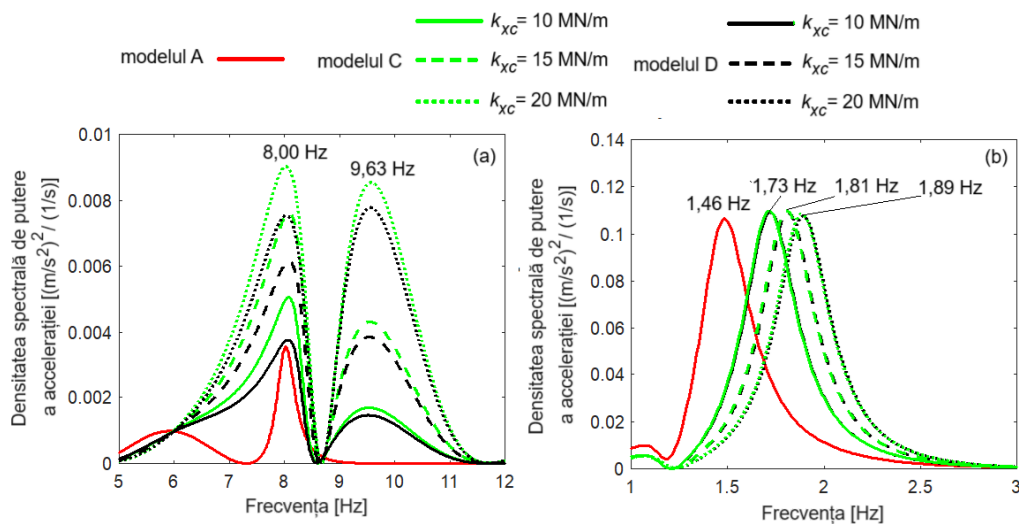 modelul A
modelul C
k_xc = 10 MN/m
k_xc = 15 MN/m
k_xc = 20 MN/m
modelul D
k_xc = 10 MN/m
k_xc = 15 MN/m
k_xc = 20 MN/m
(a)
8,00 Hz
9,63 Hz
Densitatea spectrală de putere
a accelerației [(m/s²)²/ (1/s)]
0.01
0.008
0.006
0.004
0.002
0
5 6 7 8 9 10 11 12
Frecvența [Hz]
(b)
1,46 Hz
1,73 Hz
1,81 Hz
1,89 Hz
Densitatea spectrală de putere
a accelerației [(m/s²)²/ (1/s)]
0.14
0.12
0.10
0.08
0.06
0.04
0.02
0
1 1.5 2 2.5 3
Frecvența [Hz]